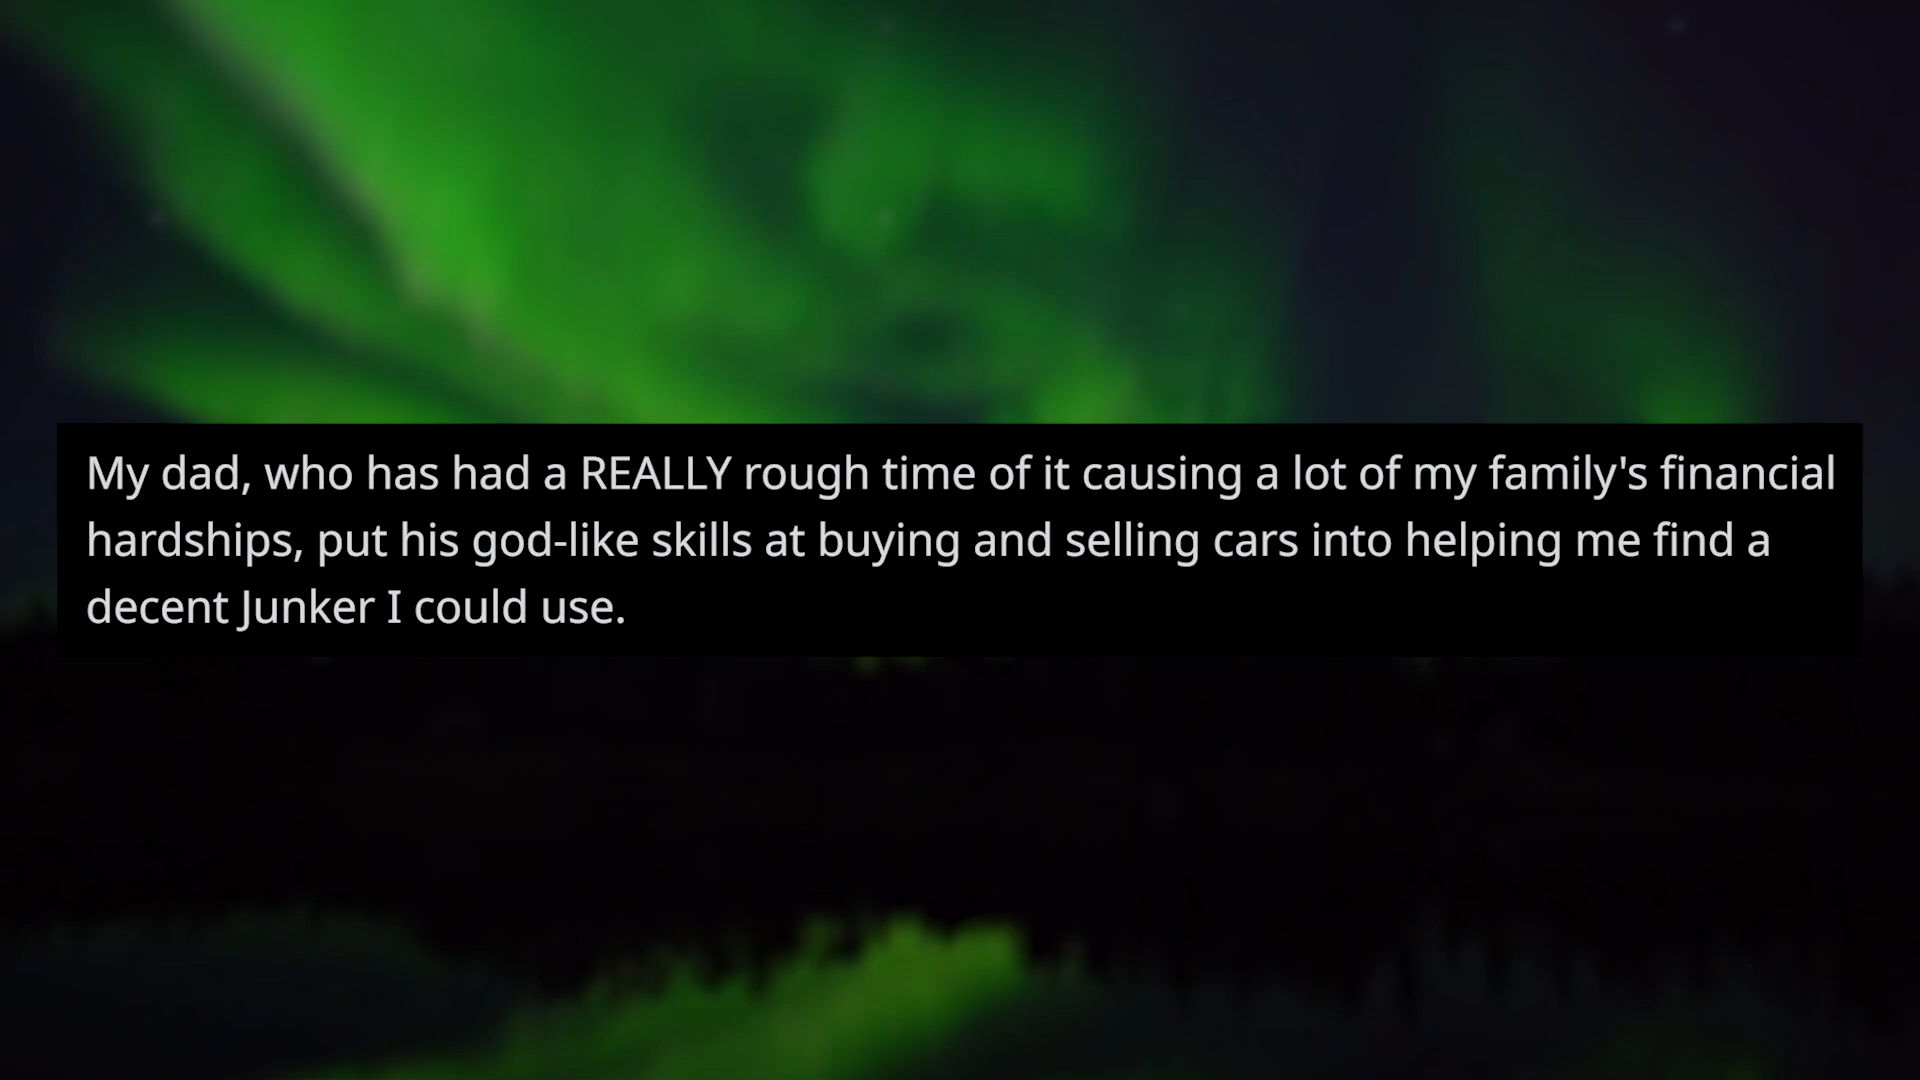 My dad, who has had a REALLY rough time of it causing a lot of my family's financial
hardships, put his god-like skills at buying and selling cars into helping me find a
decent Junker I could use.